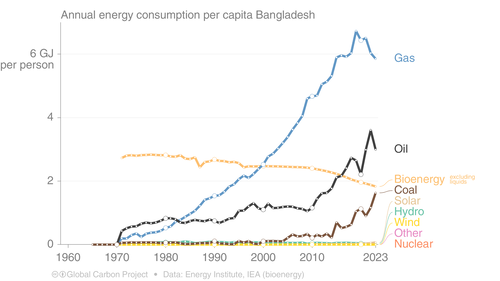 Annual energy consumption per capita Bangladesh
6 GJ
per person
Gas
4
Oil
2
Bioenergy excluding
liquids
Coal
Solar
Hydro
Wind
Other
Nuclear
0
1960 1970 1980 1990 2000 2010 2023
Global Carbon Project • Data: Energy Institute, IEA (bioenergy)